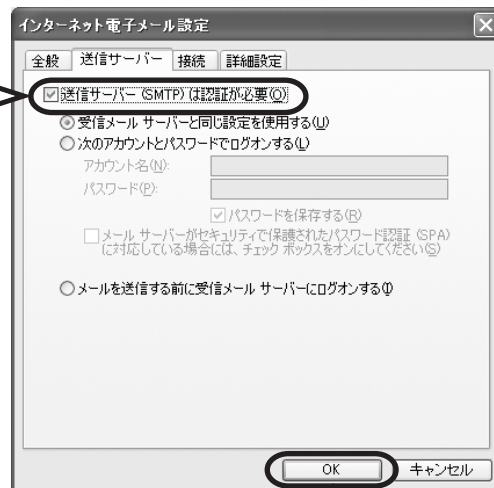 インターネット電子メール設定
全般 送信サーバー 接続 詳細設定
送信サーバー (SMTP) は認証が必要(O)
受信メール サーバーと同じ設定を使用する(U)
次のアカウントとパスワードでログオンする(L)
アカウント名(N):
パスワード(P):
パスワードを保存する(R)
メール サーバーがセキュリティで保護されたパスワード認証 (SPA)
に対応している場合には、チェック ボックスをオンにしてください(S)
メールを送信する前に受信メール サーバーにログオンする(I)
OK キャンセル